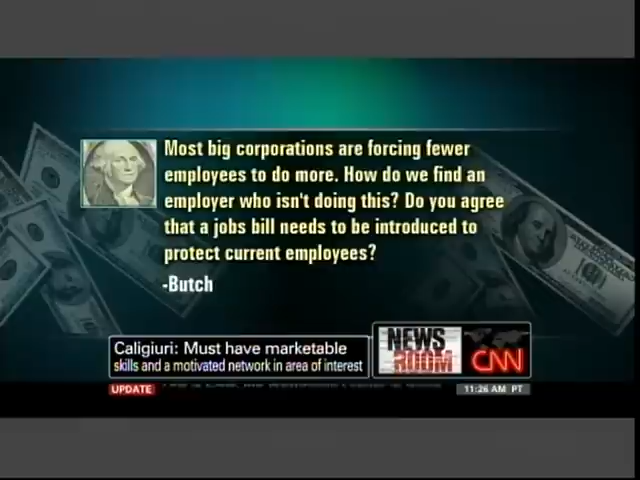 Most big corporations are forcing fewer
employees to do more. How do we find an
employer who isn't doing this? Do you agree
that a jobs bill needs to be introduced to
protect current employees?
-Butch
Caligiuri: Must have marketable
skills and a motivated network in area of interest
NEWS
ROOM
CNN
UPDATE
11:26 AM PT